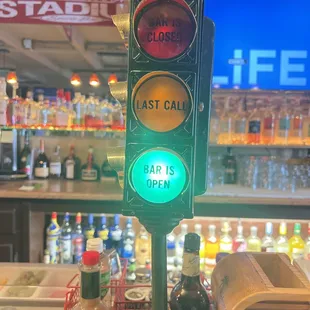 STADIU
BAR IS
CLOSED
LIFE
LAST CALL
BAR IS
OPEN